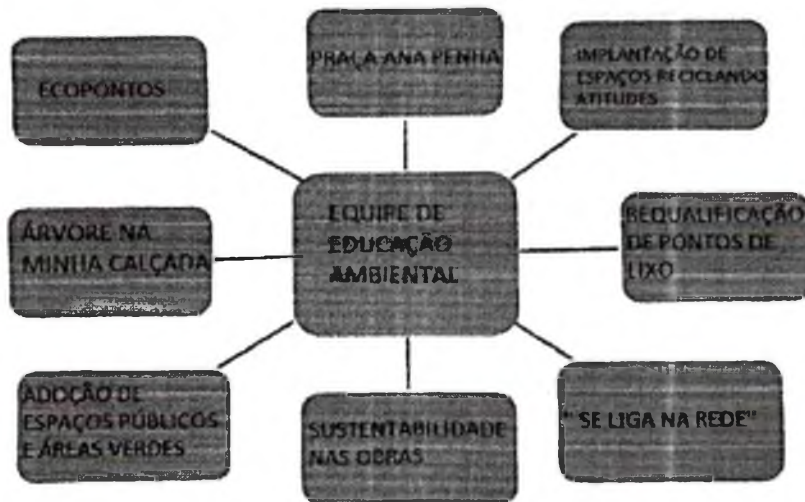 ECOPONTOS
PRAÇA ANA PENHA
IMPLANTAÇÃO DE
ESPAÇOS RECICLANDO
ATITUDES
ÁRVORE NA
MINHA CALÇADA
EQUIPE DE
EDUCAÇÃO
AMBIENTAL
REQUALIFICAÇÃO
DE PONTOS DE
LIXO
ADOÇÃO DE
ESPAÇOS PÚBLICOS
E ÁREAS VERDES
SUSTENTABILIDADE
NAS OBRAS
" SE LIGA NA REDE"